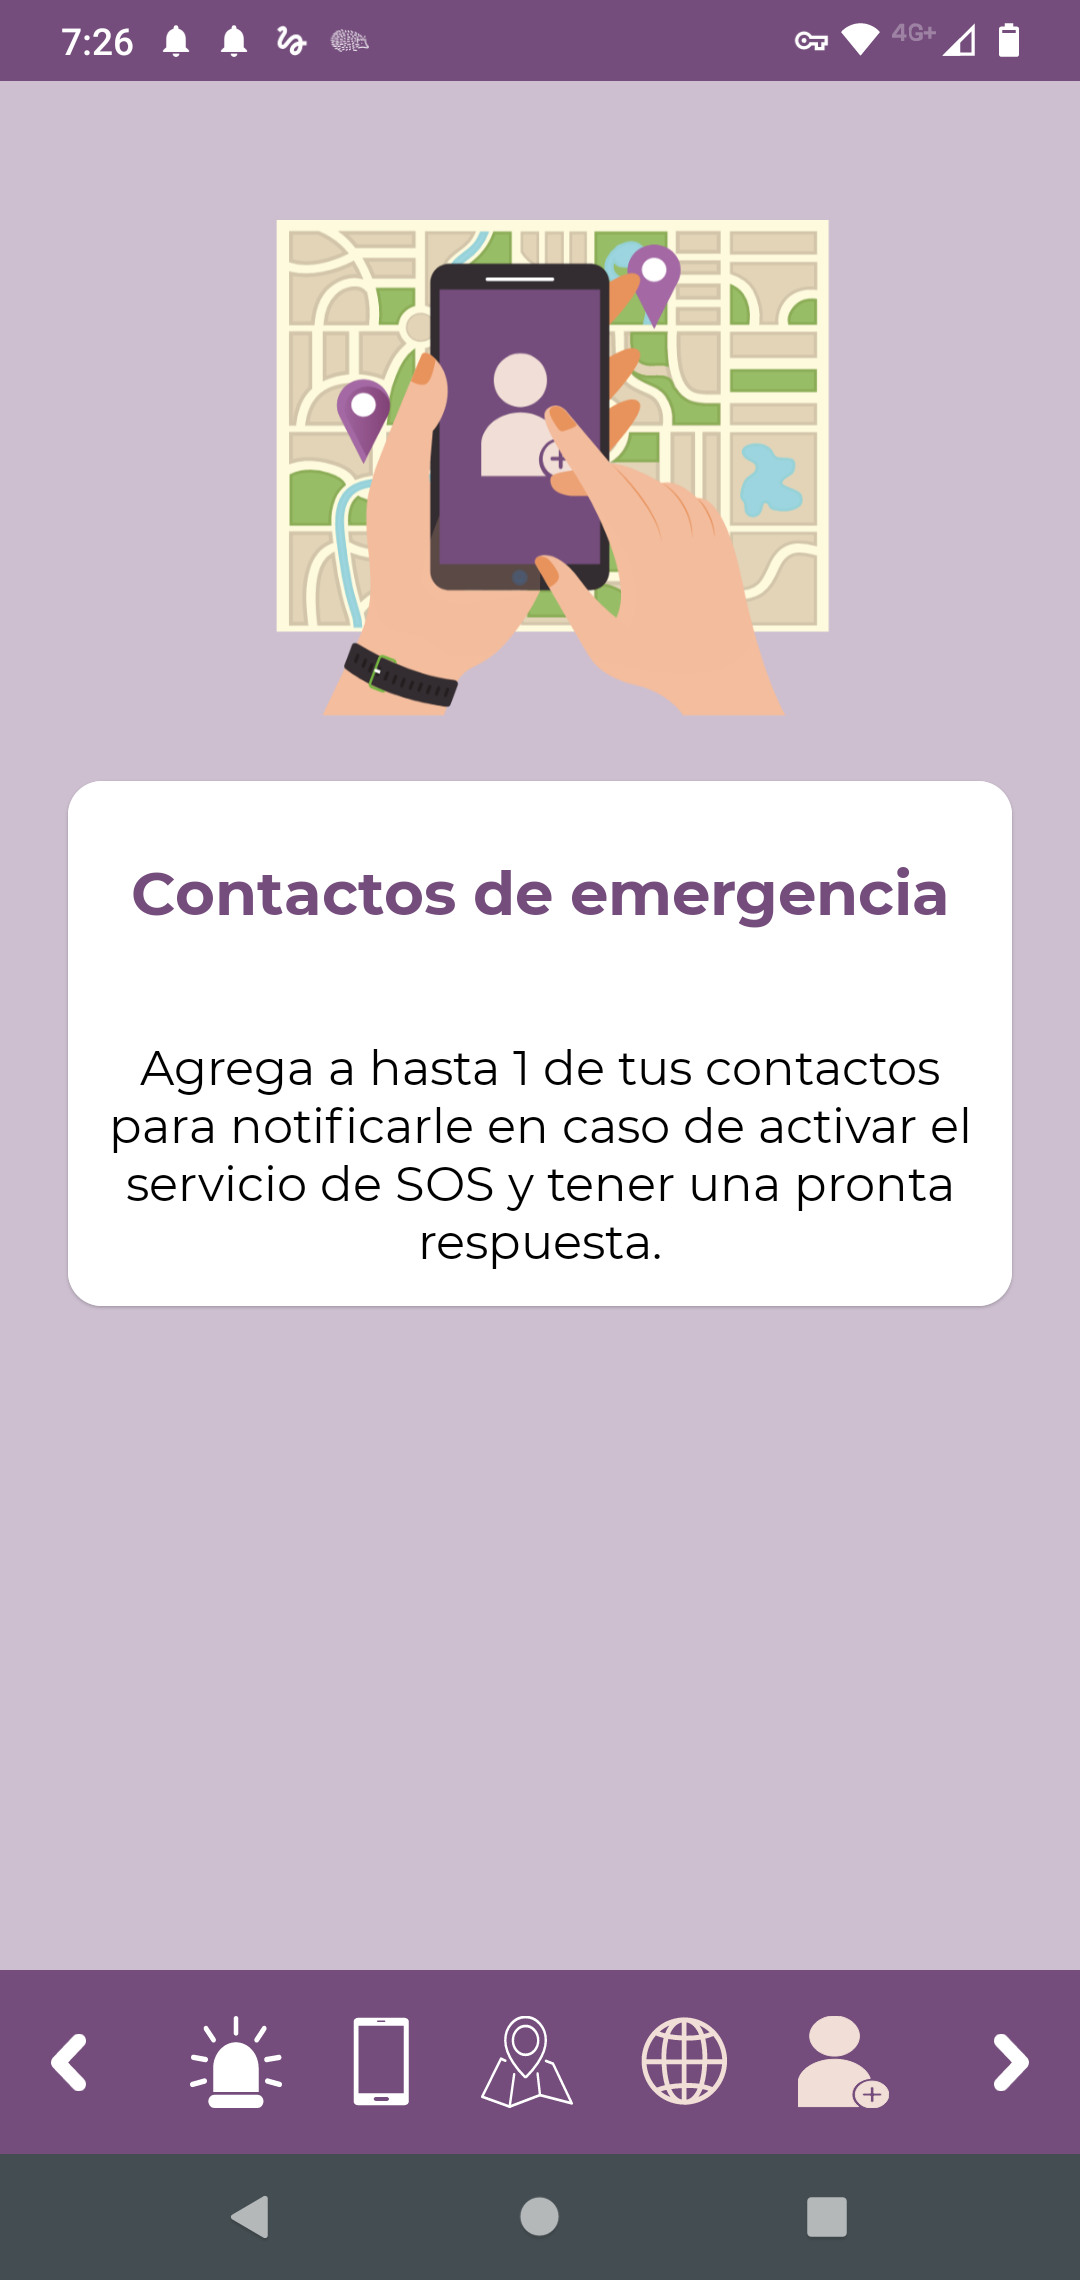 7:26
4G+
Contactos de emergencia
Agrega a hasta 1 de tus contactos
para notificarle en caso de activar el
servicio de SOS y tener una pronta
respuesta.